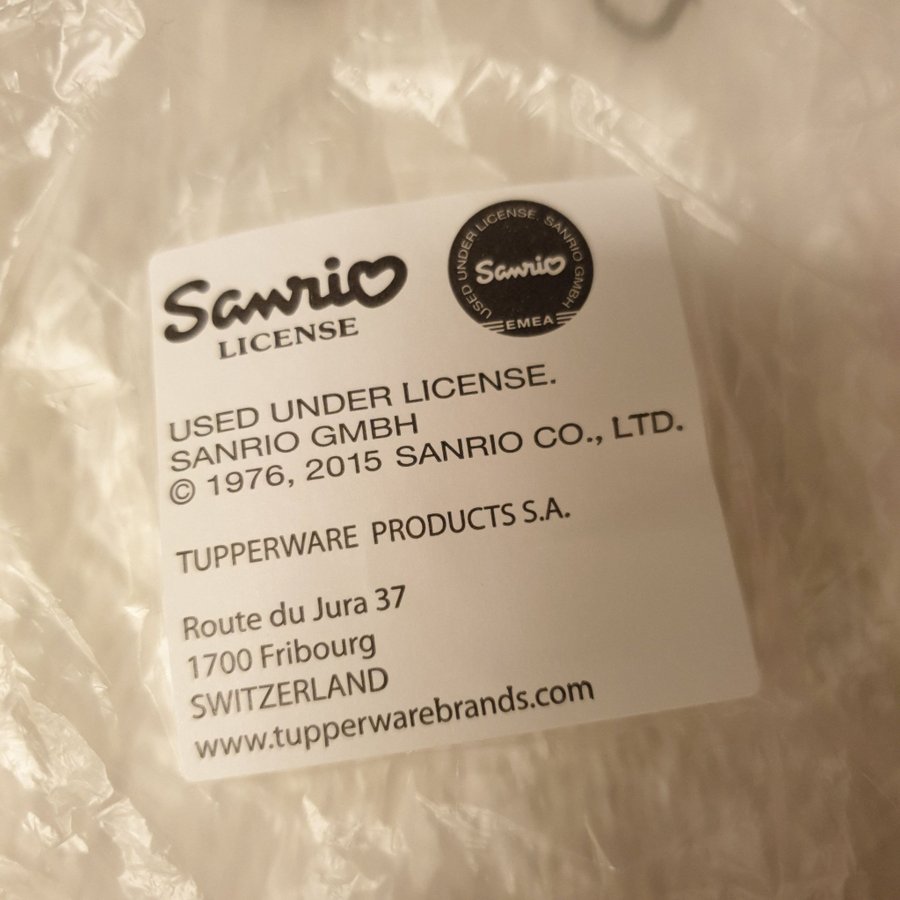 Sanrio
LICENSE
USED UNDER LICENSE. SANRIO GMBH
Sanrio
EMEA
USED UNDER LICENSE.
SANRIO GMBH
© 1976, 2015 SANRIO CO., LTD.
TUPPERWARE PRODUCTS S.A.
Route du Jura 37
1700 Fribourg
SWITZERLAND
www.tupperwarebrands.com